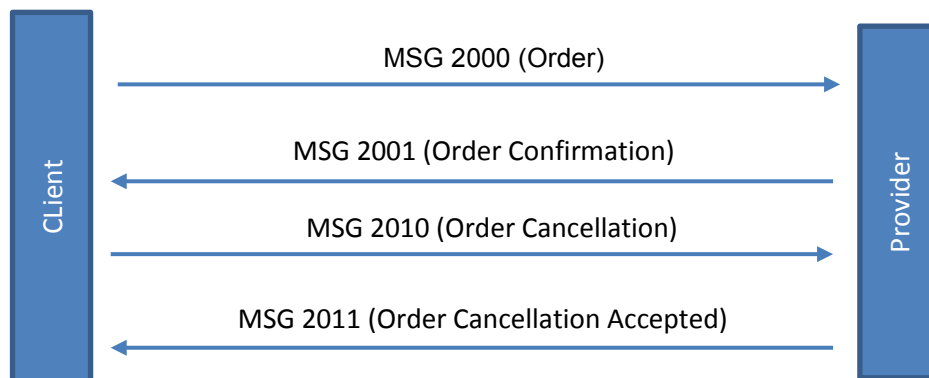 MSG 2000 (Order)
MSG 2001 (Order Confirmation)
CLient
Provider
MSG 2010 (Order Cancellation)
MSG 2011 (Order Cancellation Accepted)